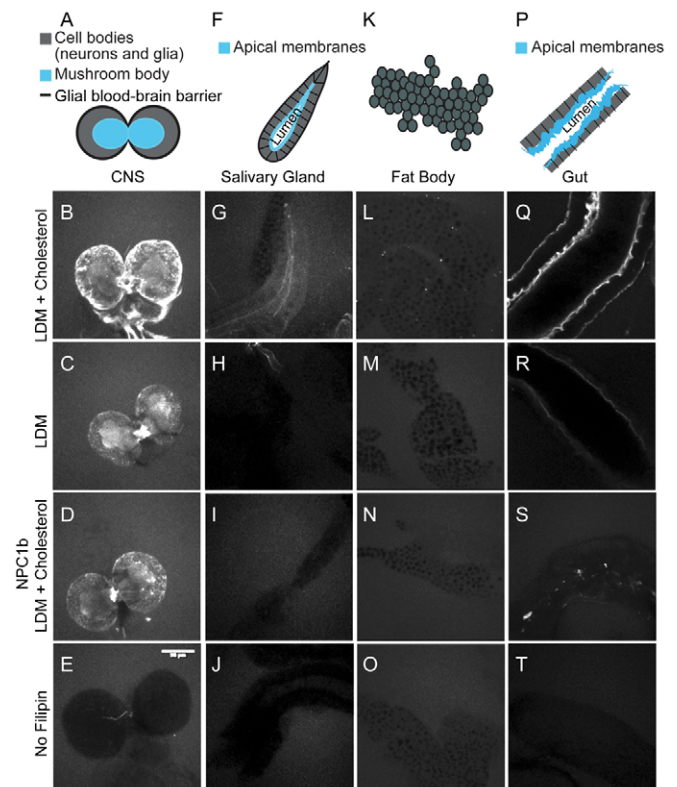 A
Cell bodies
(neurons and glia)
Mushroom body
Glial blood-brain barrier
CNS
F
Apical membranes
Lumen
Salivary Gland
K
Fat Body
P
Apical membranes
Lumen
Gut
LDM + Cholesterol
B
G
L
Q
LDM
C
H
M
R
NPC1b
LDM + Cholesterol
D
I
N
S
No Filipin
E
J
O
T